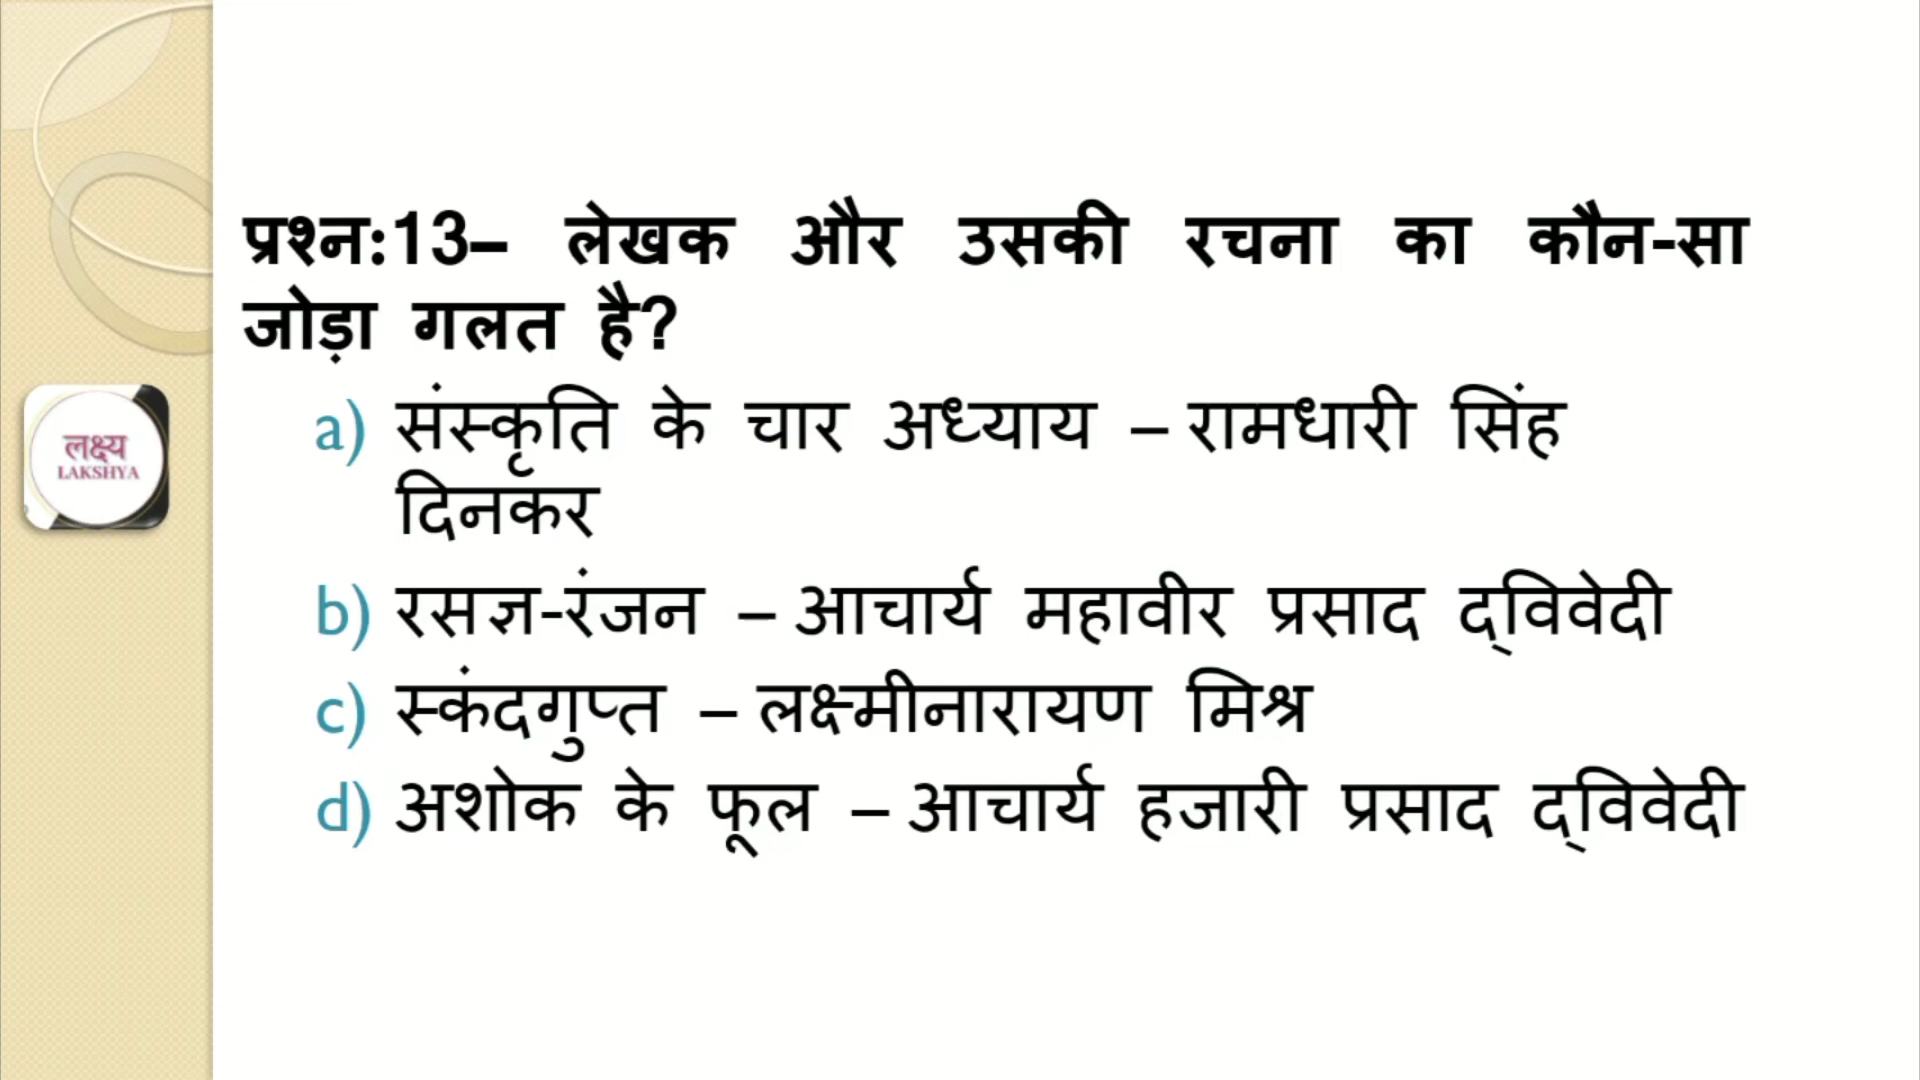 प्रश्न:13– लेखक और उसकी रचना का कौन-सा
जोड़ा गलत है?
a) संस्कृति के चार अध्याय – रामधारी सिंह
दिनकर
b) रसज्ञ-रंजन – आचार्य महावीर प्रसाद द्विवेदी
c) स्कंदगुप्त – लक्ष्मीनारायण मिश्र
d) अशोक के फूल – आचार्य हजारी प्रसाद द्विवेदी
लक्ष्य
LAKSHYA